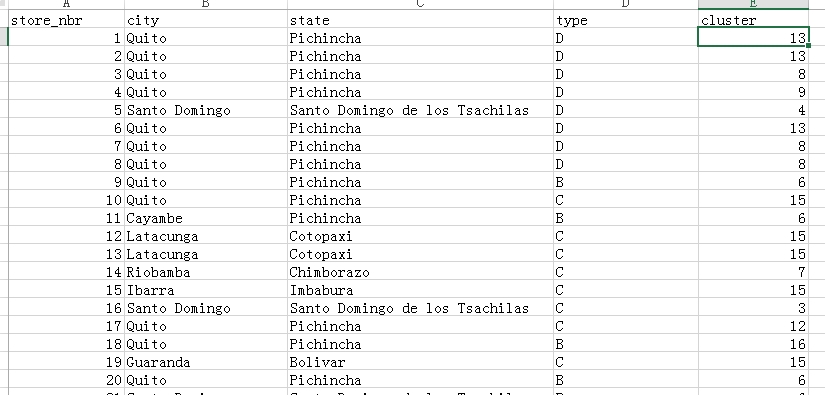 A B C D E
store_nbr city state type cluster
1 Quito Pichincha D 13
2 Quito Pichincha D 13
3 Quito Pichincha D 8
4 Quito Pichincha D 9
5 Santo Domingo Santo Domingo de los Tsachilas D 4
6 Quito Pichincha D 13
7 Quito Pichincha D 8
8 Quito Pichincha D 8
9 Quito Pichincha B 6
10 Quito Pichincha C 15
11 Cayambe Pichincha B 6
12 Latacunga Cotopaxi C 15
13 Latacunga Cotopaxi C 15
14 Riobamba Chimborazo C 7
15 Ibarra Imbabura C 15
16 Santo Domingo Santo Domingo de los Tsachilas C 3
17 Quito Pichincha C 12
18 Quito Pichincha B 16
19 Guaranda Bolivar C 15
20 Quito Pichincha B 6